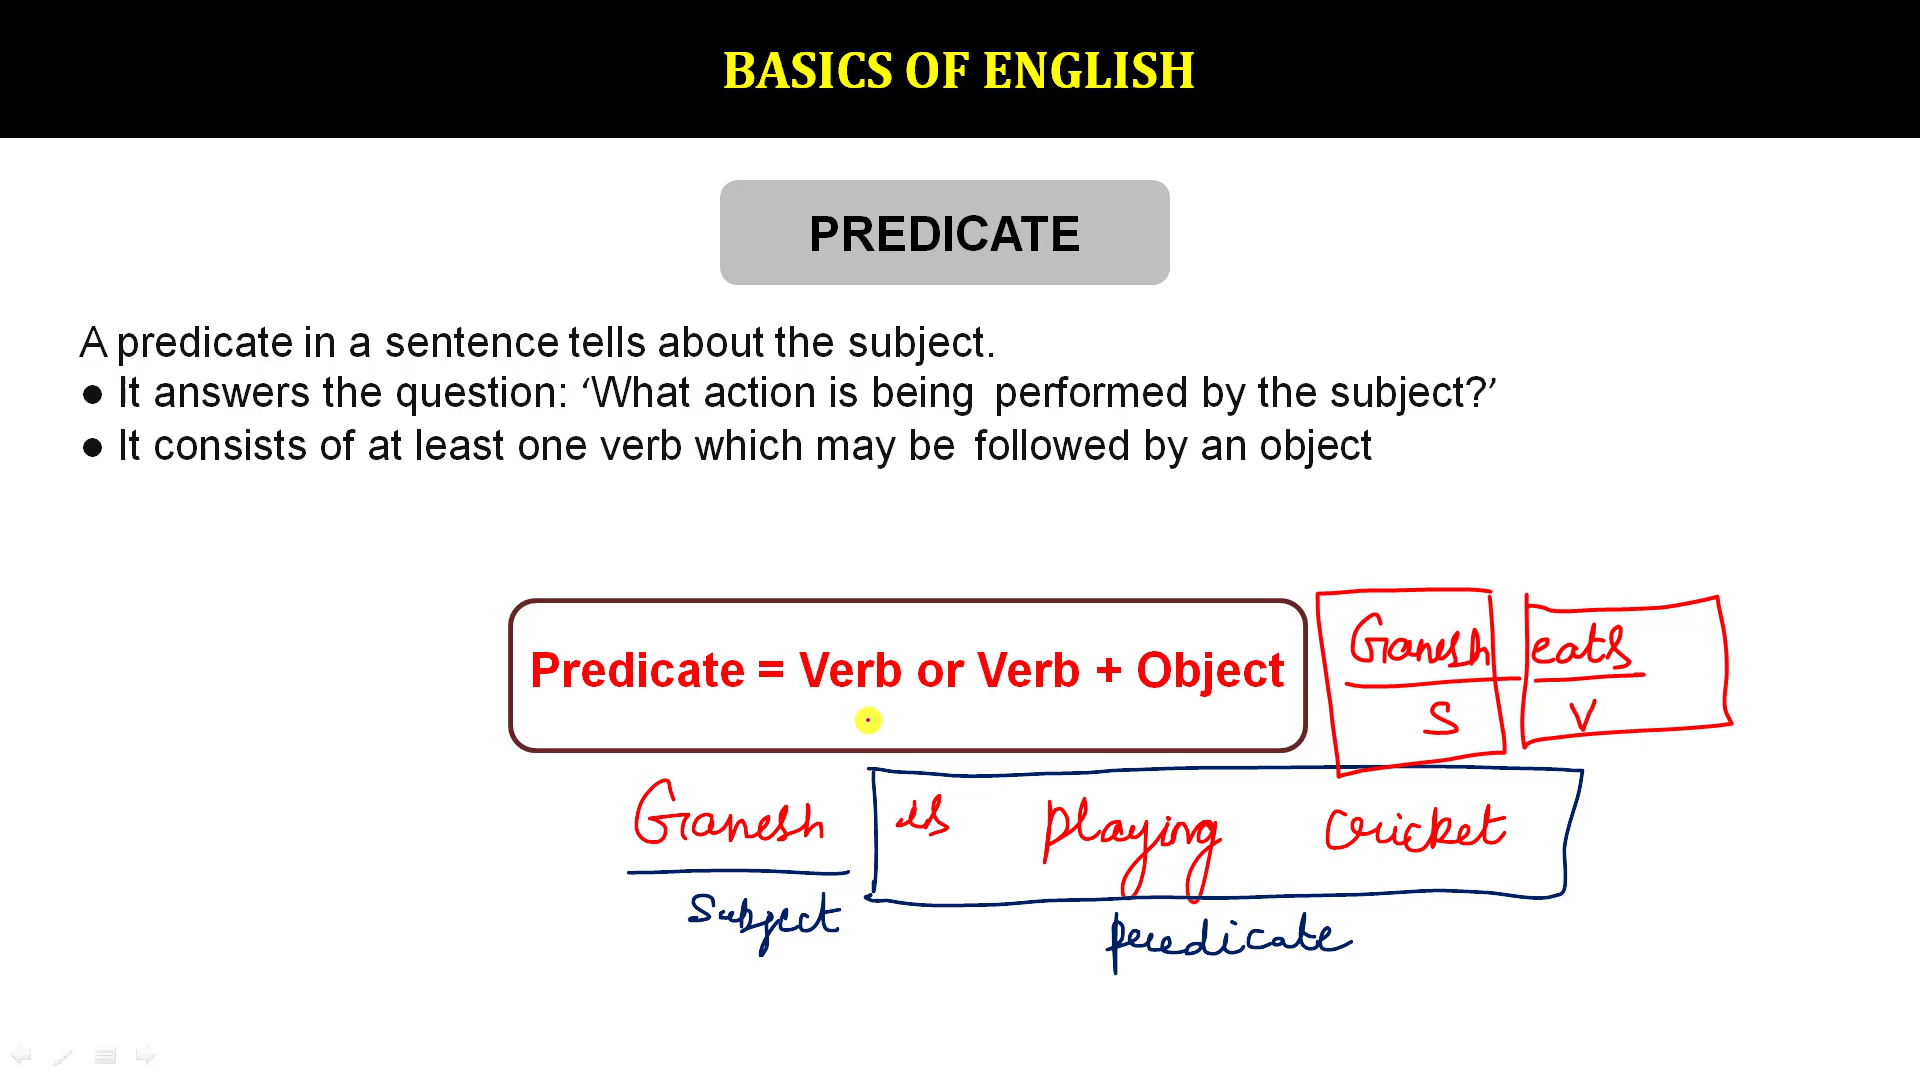 BASICS OF ENGLISH
PREDICATE
A predicate in a sentence tells about the subject.
● It answers the question: ‘What action is being performed by the subject?’
● It consists of at least one verb which may be followed by an object
Predicate = Verb or Verb + Object
Ganesh eats
S V
Ganesh is playing cricket
Subject predicate